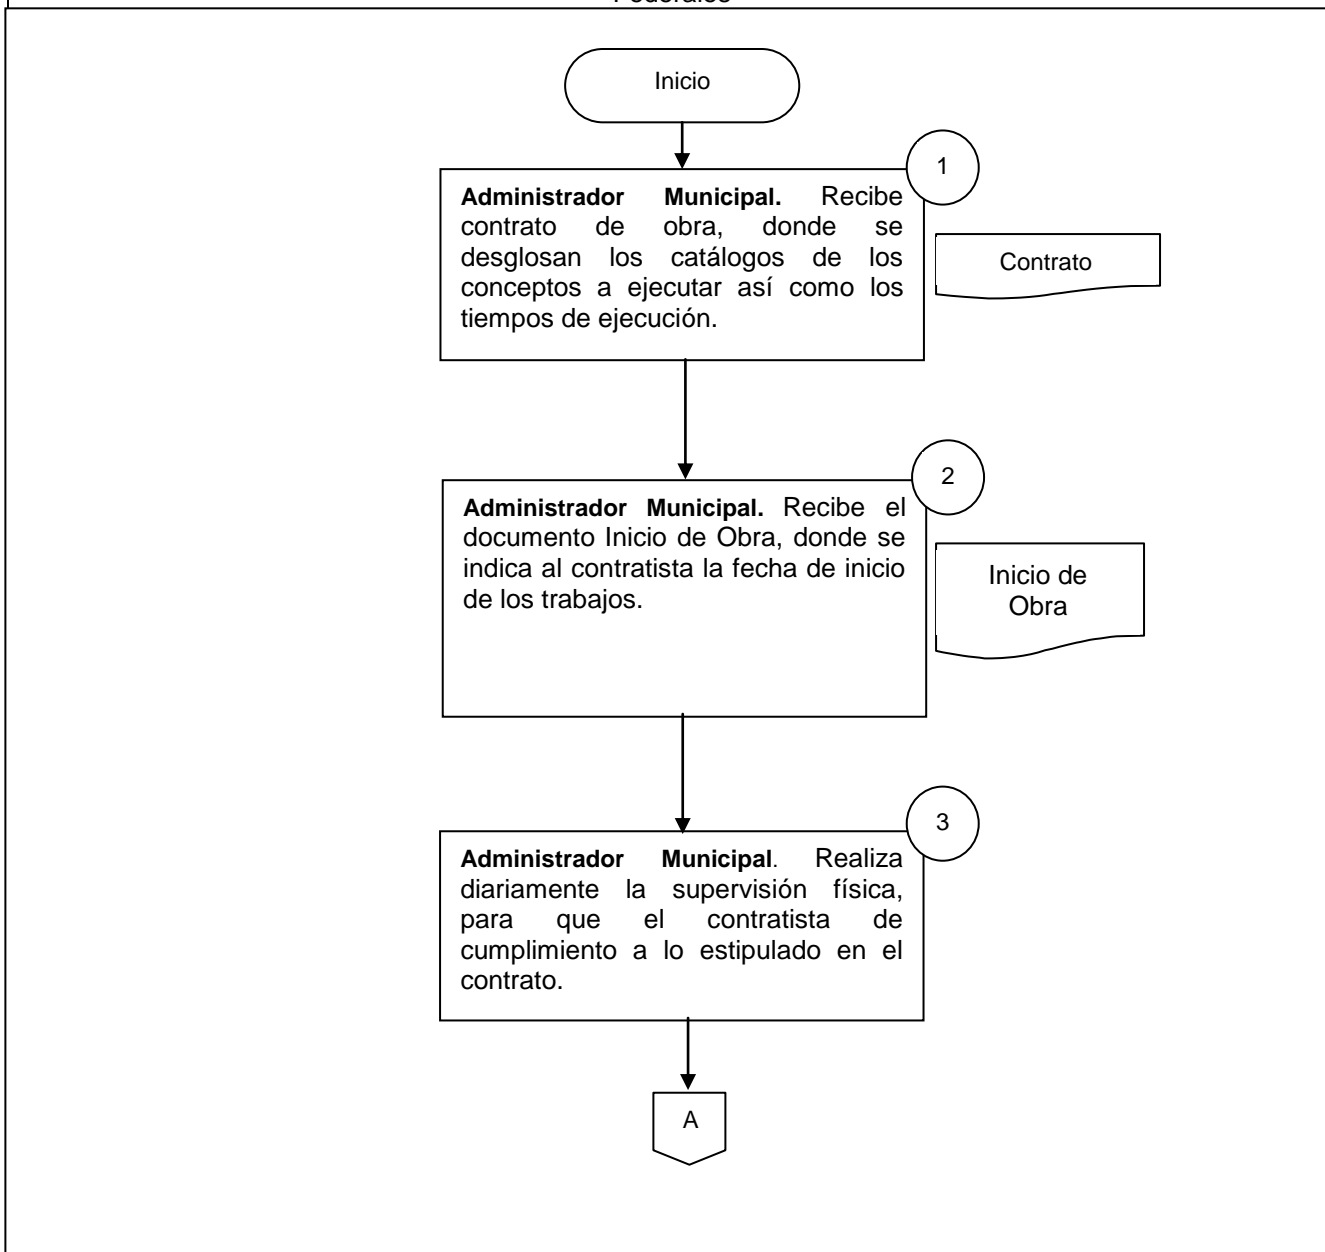 Inicio
1
Administrador Municipal. Recibe
contrato de obra, donde se
desglosan los catálogos de los
conceptos a ejecutar así como los
tiempos de ejecución.
Contrato
2
Administrador Municipal. Recibe el
documento Inicio de Obra, donde se
indica al contratista la fecha de inicio
de los trabajos.
Inicio de
Obra
3
Administrador Municipal. Realiza
diariamente la supervisión física,
para que el contratista de
cumplimiento a lo estipulado en el
contrato.
A